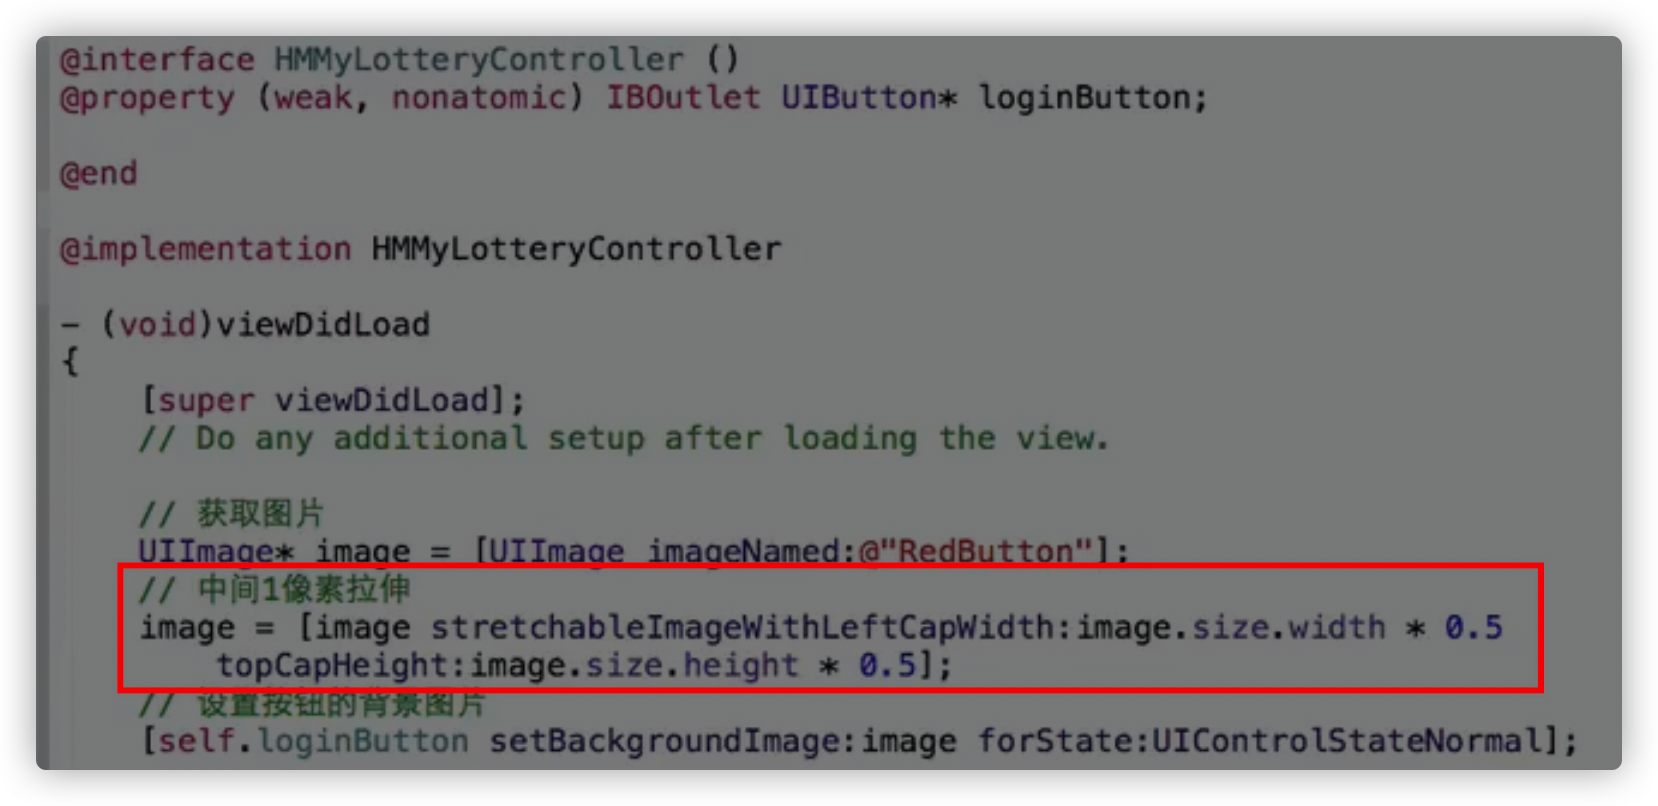 @interface HMMyLotteryController ()
@property (weak, nonatomic) IBOutlet UIButton* loginButton;
@end
@implementation HMMyLotteryController
- (void)viewDidLoad
{
[super viewDidLoad];
// Do any additional setup after loading the view.
// 获取图片
UIImage* image = [UIImage imageNamed:@"RedButton"];
// 中间1像素拉伸
image = [image stretchableImageWithLeftCapWidth:image.size.width * 0.5
topCapHeight:image.size.height * 0.5];
// 设置按钮的背景图片
[self.loginButton setBackgroundImage:image forState:UIControlStateNormal];